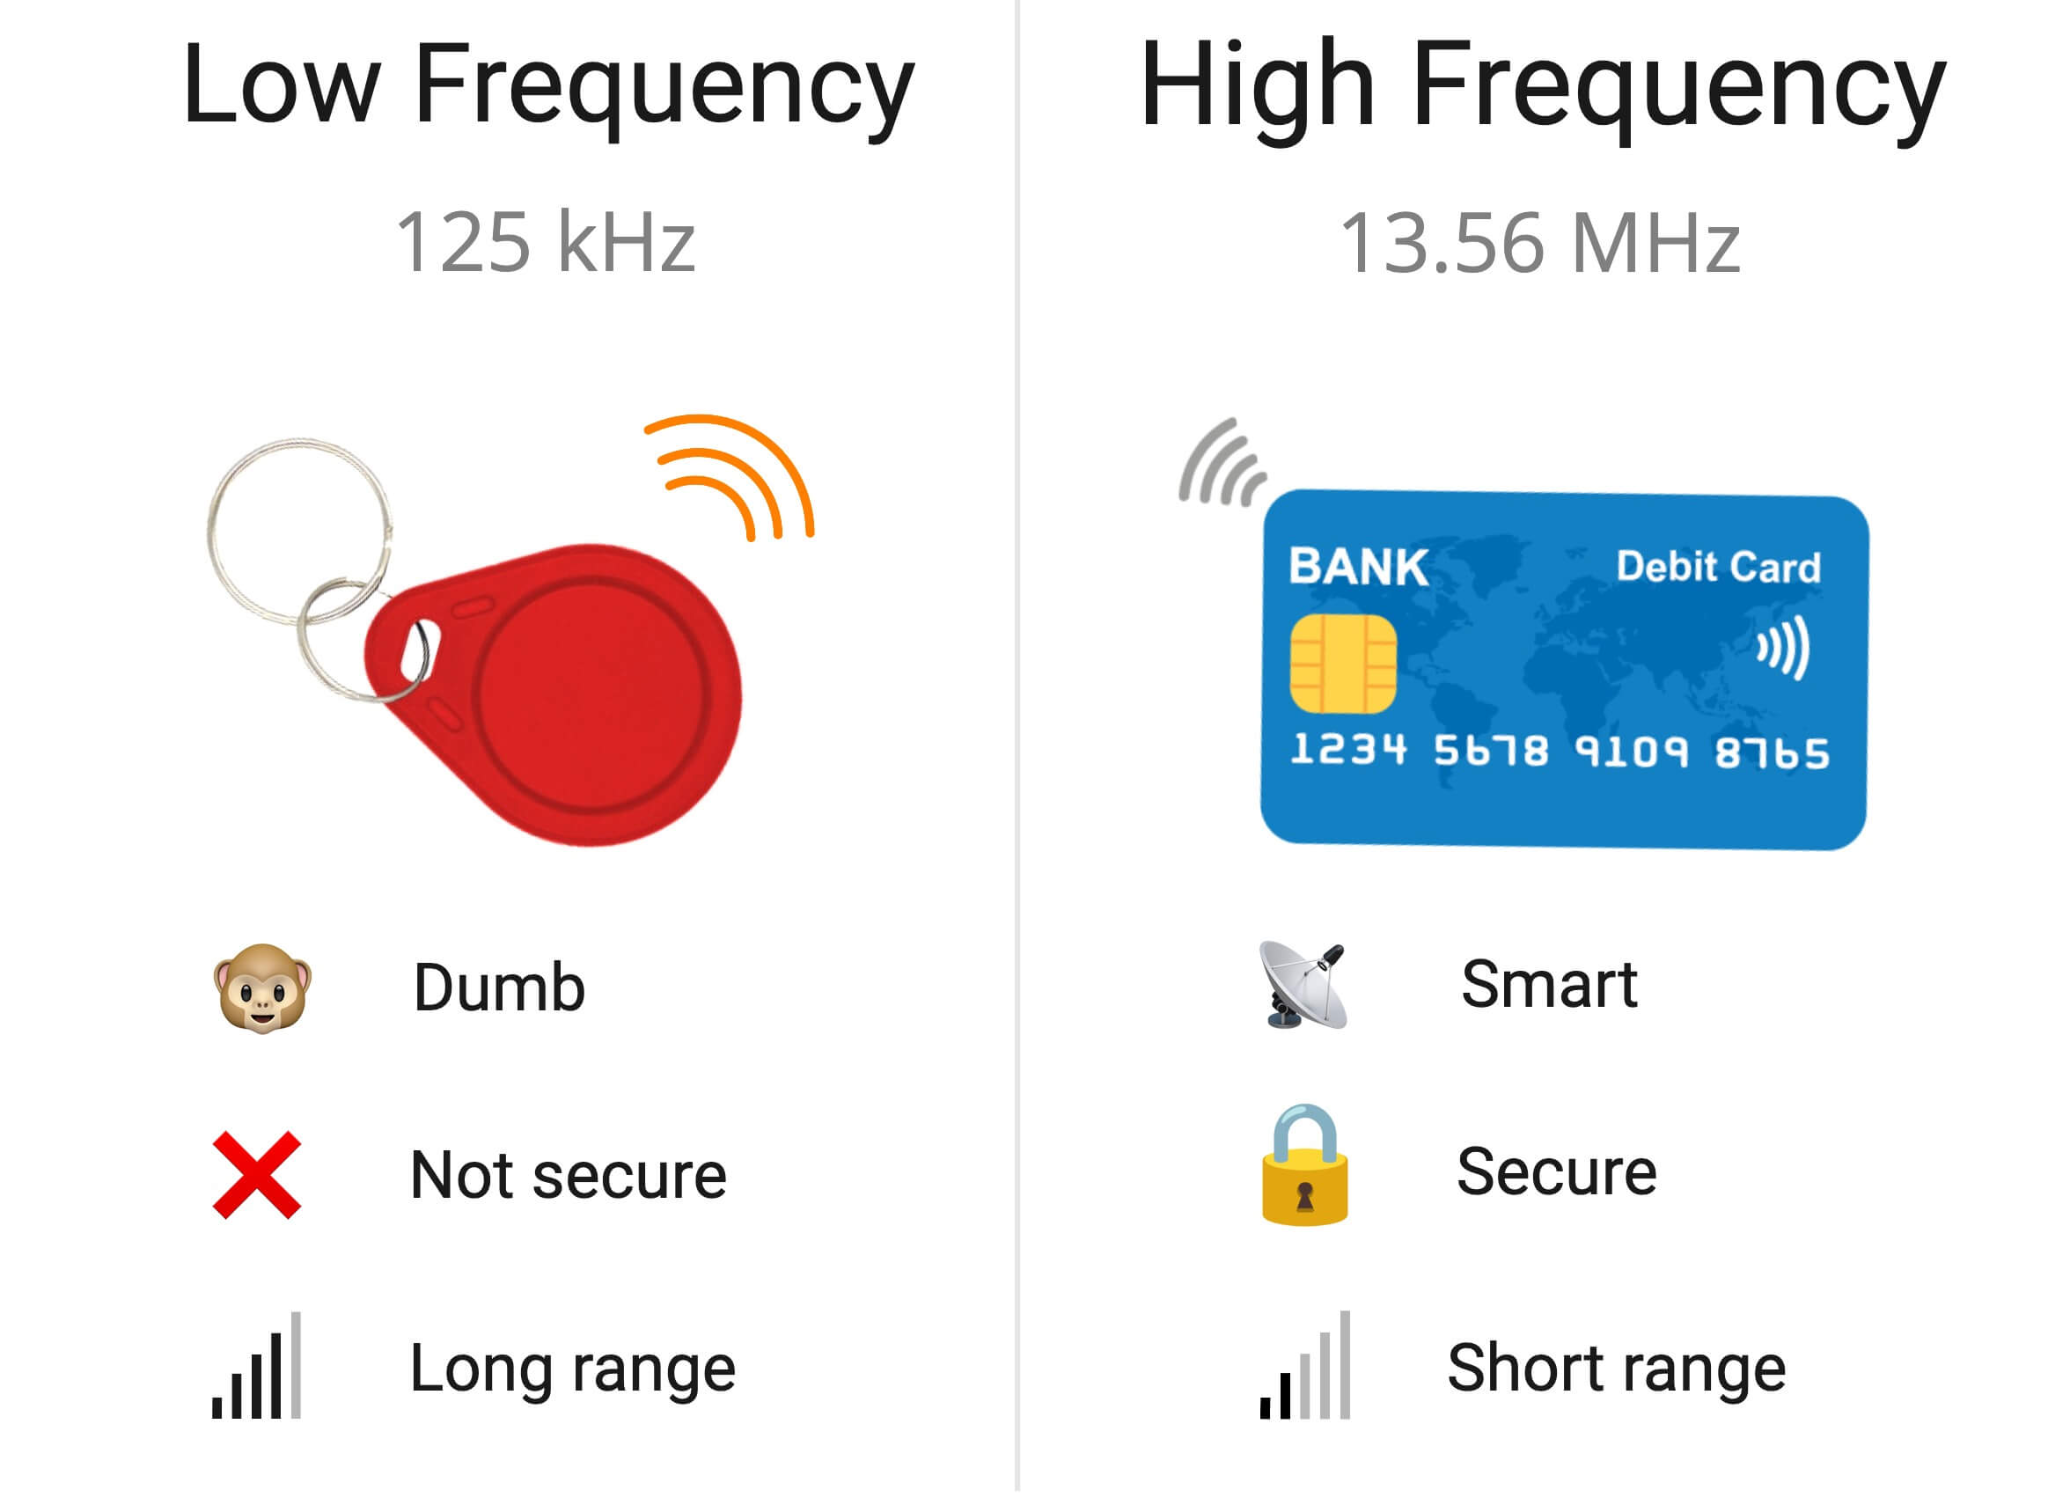 Low Frequency
125 kHz
Dumb
Not secure
Long range
High Frequency
13.56 MHz
BANK
Debit Card
1234 5678 9109 8765
Smart
Secure
Short range